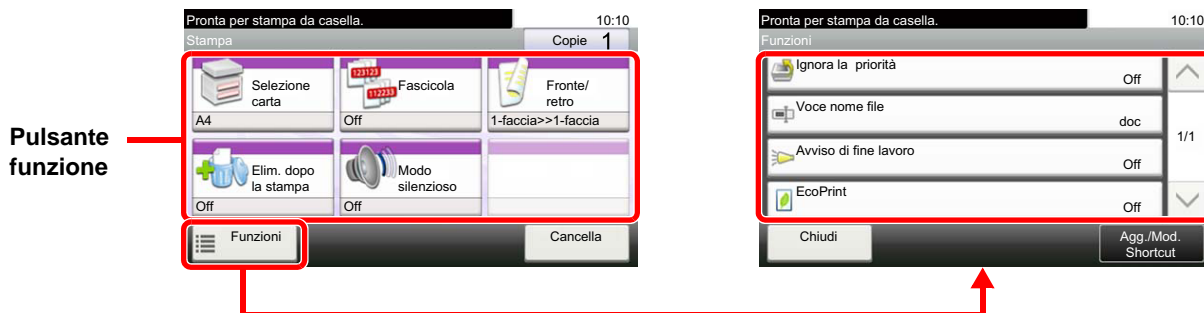 Pronta per stampa da casella.
10:10
Stampa
Copie 1
Selezione
carta
A4
Fascicola
Off
Fronte/
retro
1-faccia>>1-faccia
Elim. dopo
la stampa
Off
Modo
silenzioso
Off
Funzioni
Cancella
Pulsante
funzione
Pronta per stampa da casella.
10:10
Funzioni
Ignora la priorità
Off
Voce nome file
doc
Avviso di fine lavoro
Off
EcoPrint
Off
1/1
Chiudi
Agg./Mod.
Shortcut
123123
112233